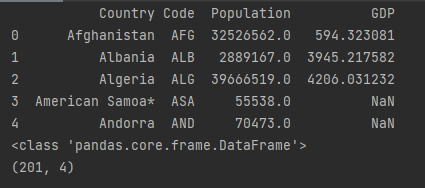 Country Code Population GDP
0 Afghanistan AFG 32526562.0 594.323081
1 Albania ALB 2889167.0 3945.217582
2 Algeria ALG 39666519.0 4206.031232
3 American Samoa* ASA 55538.0 NaN
4 Andorra AND 70473.0 NaN
<class 'pandas.core.frame.DataFrame'>
(201, 4)